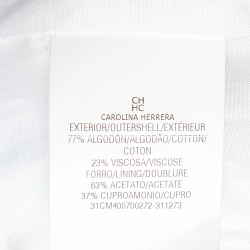 CH
HC
CAROLINA HERRERA
EXTERIOR/OUTERSHELL/EXTÉRIEUR
77% ALGODÓN/ALGODÃO/COTTON/
COTON
23% VISCOSA/VISCOSE
FORRO/LINING/DOUBLURE
63% ACETATO/ACETATE
37% CUPROAMONIO/CUPRO
31CM400700272-311273